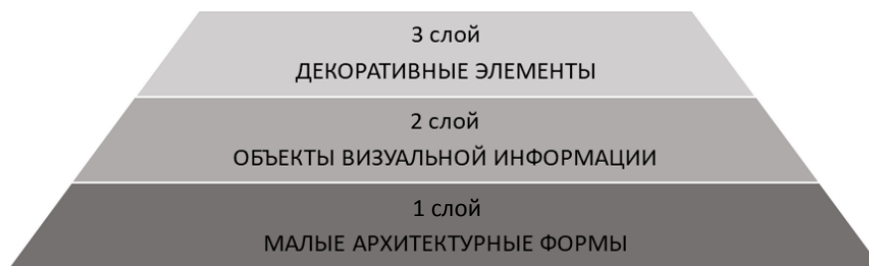 3 слой
ДЕКОРАТИВНЫЕ ЭЛЕМЕНТЫ
2 слой
ОБЪЕКТЫ ВИЗУАЛЬНОЙ ИНФОРМАЦИИ
1 слой
МАЛЫЕ АРХИТЕКТУРНЫЕ ФОРМЫ